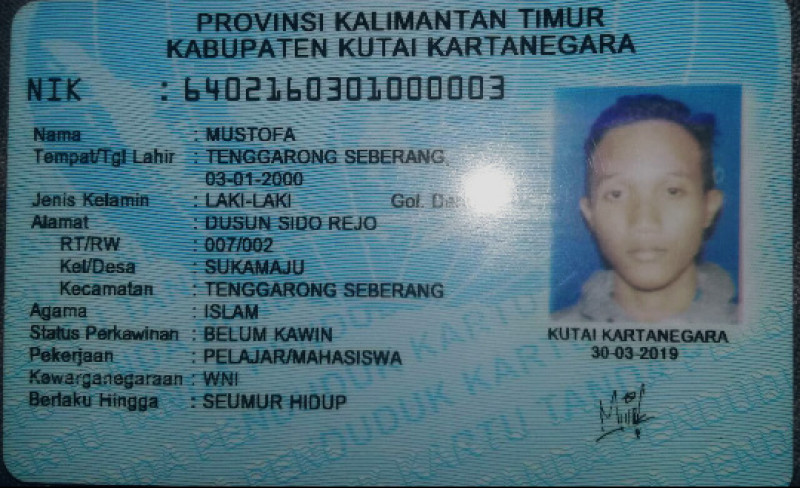 PROVINSI KALIMANTAN TIMUR
KABUPATEN KUTAI KARTANEGARA
NIK : 6402160301000003
Nama : MUSTOFA
Tempat/Tgl Lahir : TENGGARONG SEBERANG,
03-01-2000
Jenis Kelamin : LAKI-LAKI Gol.
Alamat : DUSUN SIDO REJO
RT/RW : 007/002
Kel/Desa : SUKAMAJU
Kecamatan : TENGGARONG SEBERANG
Agama : ISLAM
Status Perkawinan : BELUM KAWIN
Pekerjaan : PELAJAR/MAHASISWA
Kewarganegaraan : WNI
Berlaku Hingga : SEUMUR HIDUP
KUTAI KARTANEGARA
30-03-2019